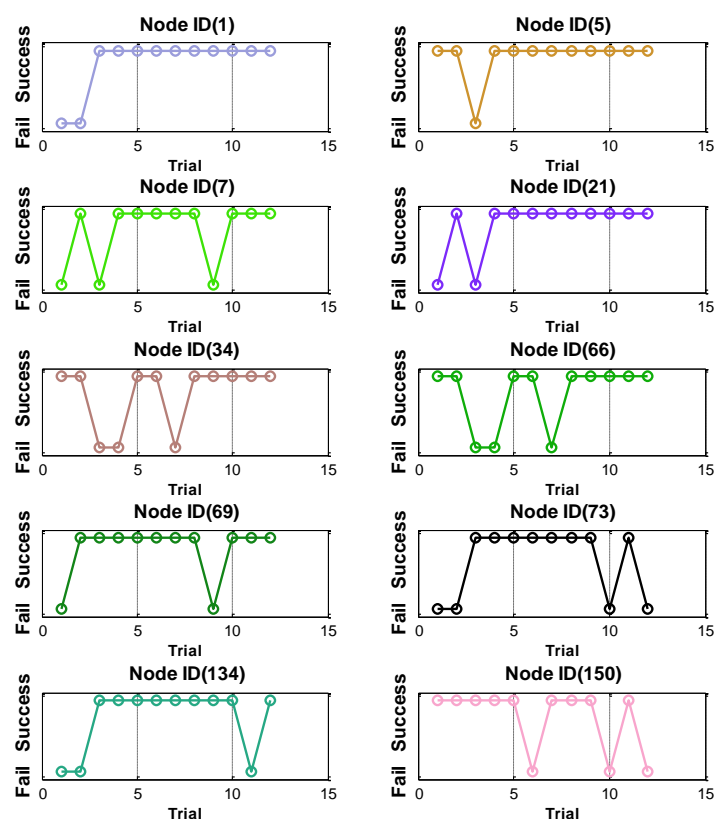 Node ID(1)
Fail Success
0 5 10 15
Trial
Node ID(5)
Fail Success
0 5 10 15
Trial
Node ID(7)
Fail Success
0 5 10 15
Trial
Node ID(21)
Fail Success
0 5 10 15
Trial
Node ID(34)
Fail Success
0 5 10 15
Trial
Node ID(66)
Fail Success
0 5 10 15
Trial
Node ID(69)
Fail Success
0 5 10 15
Trial
Node ID(73)
Fail Success
0 5 10 15
Trial
Node ID(134)
Fail Success
0 5 10 15
Trial
Node ID(150)
Fail Success
0 5 10 15
Trial